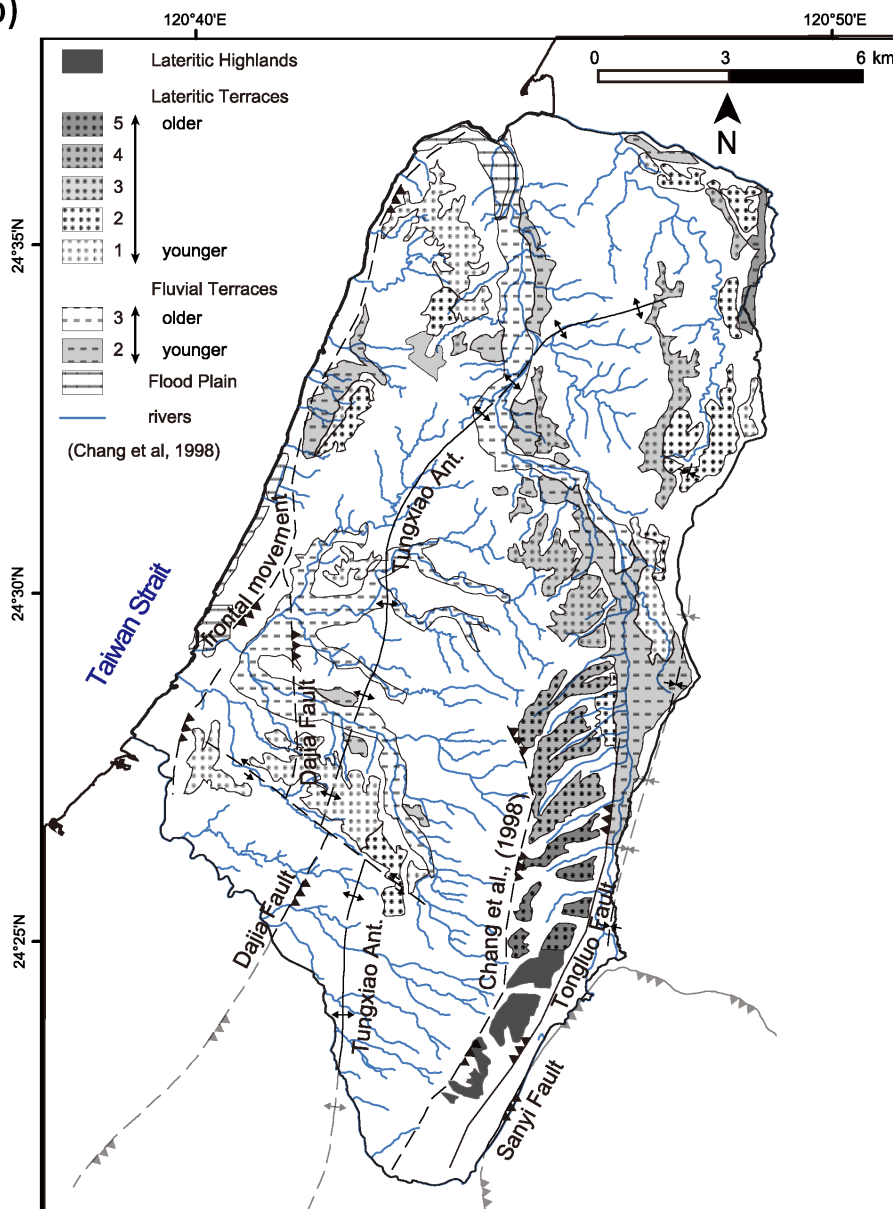 b)
120°40'E
120°50'E
Lateritic Highlands
Lateritic Terraces
5 older
4
3
2
1 younger
Fluvial Terraces
3 older
2 younger
Flood Plain
rivers
(Chang et al, 1998)
0 3 6 km
N
24°35'N
24°30'N
24°25'N
Taiwan Strait
frontal movement
Tungxiao Ant.
Dajia Fault
Chang et al., (1998)
Dajia Fault
Tungxiao Ant.
Tongluo Fault
Sanyi Fault